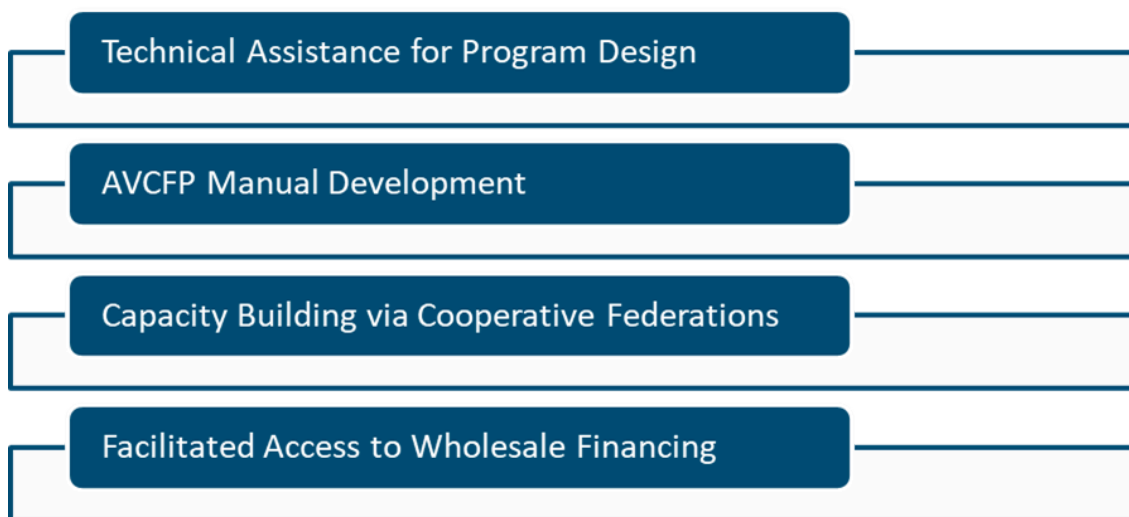 Technical Assistance for Program Design
AVCFP Manual Development
Capacity Building via Cooperative Federations
Facilitated Access to Wholesale Financing